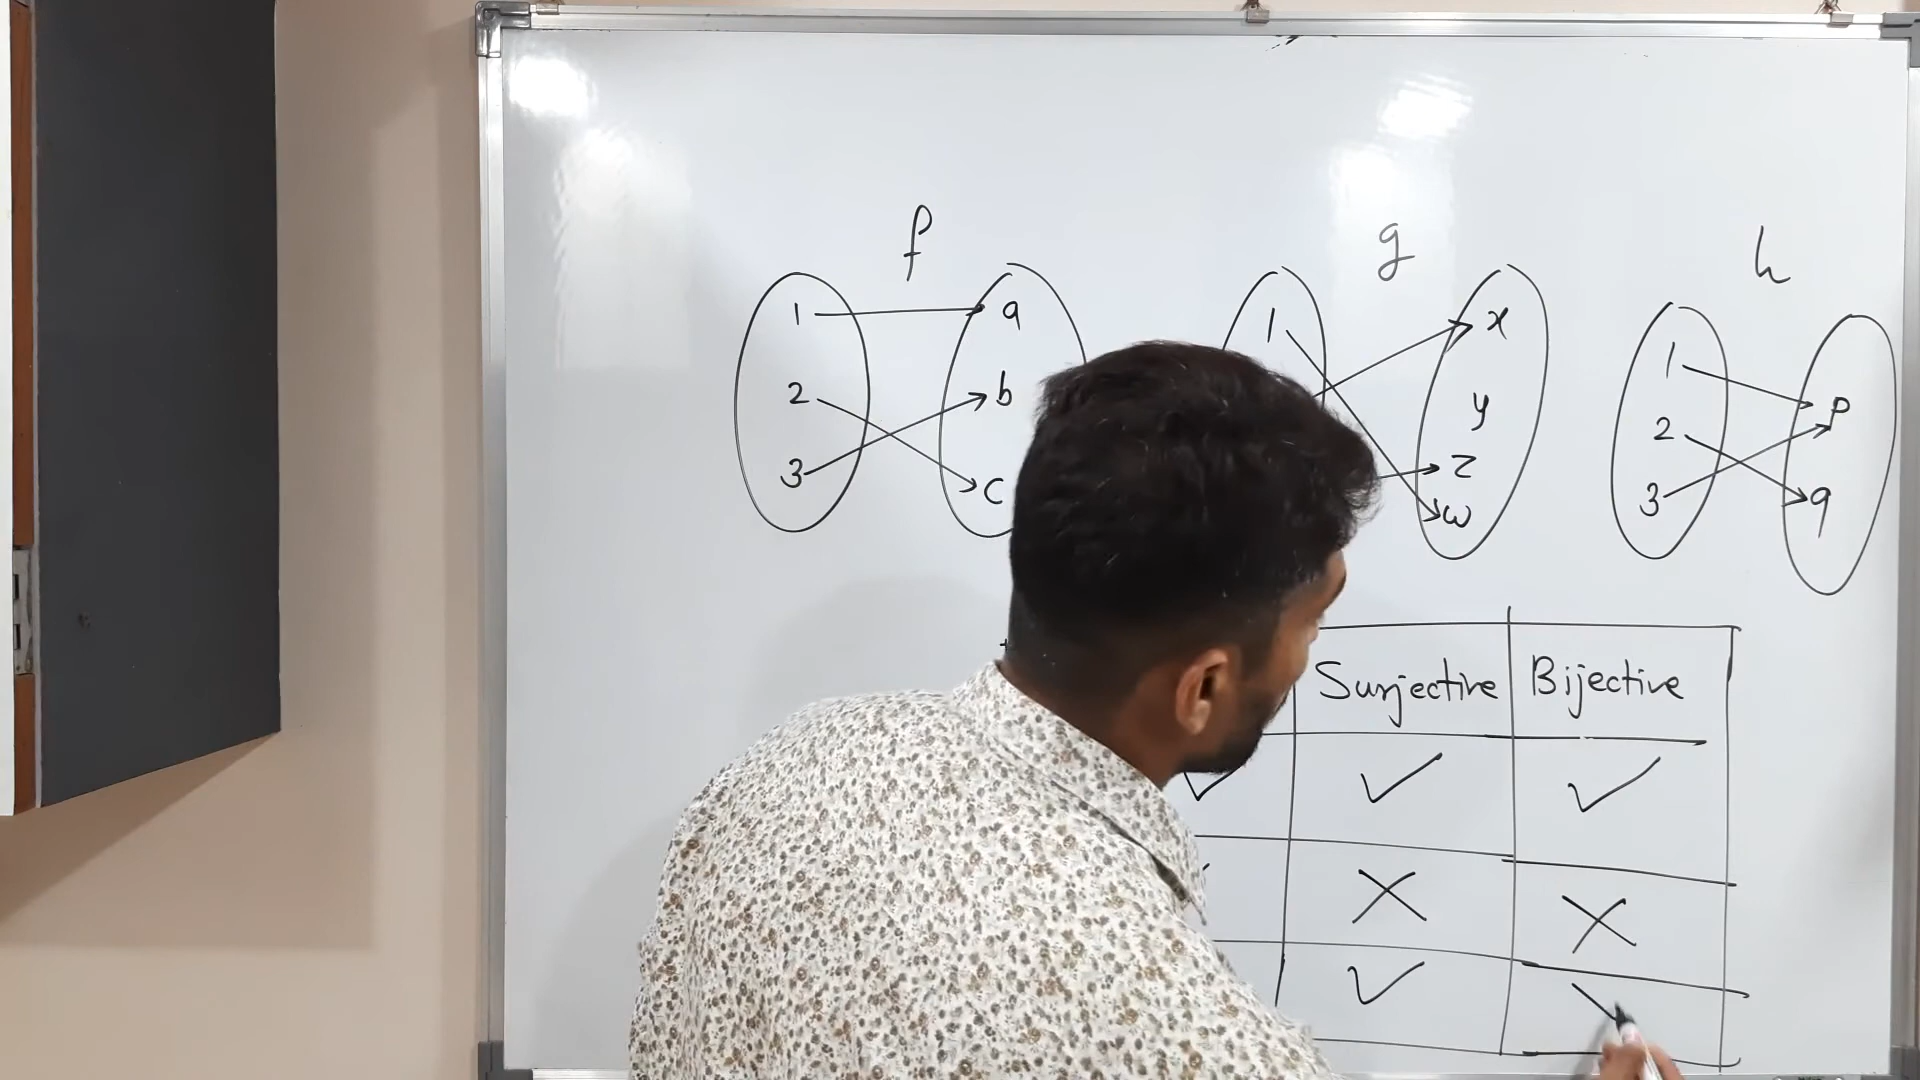 f
g
h
1
2
3
a
b
c
1
x
y
z
w
1
2
3
p
q
Surjective
Bijective
✓ ✓ ✓
✗ ✗
✓